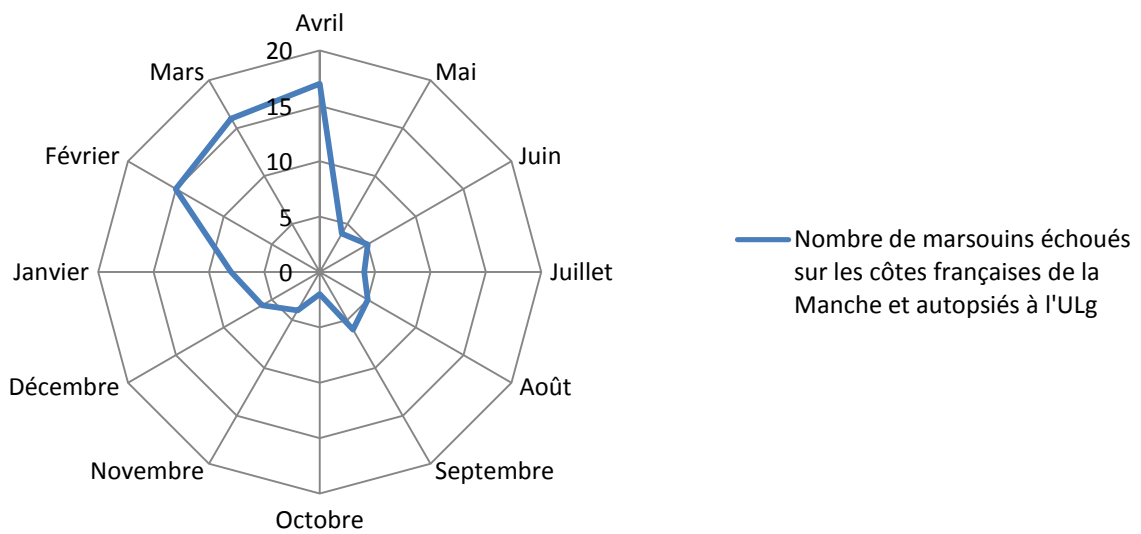 Avril
20
Mars
Mai
15
Février
10
Juin
5
Janvier
0
Juillet
Nombre de marsouins échoués
sur les côtes françaises de la
Manche et autopsiés à l'ULg
Décembre
Août
Novembre
Septembre
Octobre